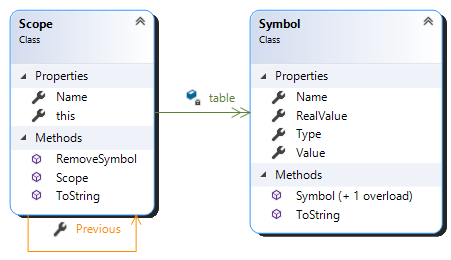 Scope
Class
Properties
Name
this
Methods
RemoveSymbol
Scope
ToString
Previous
table
Symbol
Class
Properties
Name
RealValue
Type
Value
Methods
Symbol (+ 1 overload)
ToString